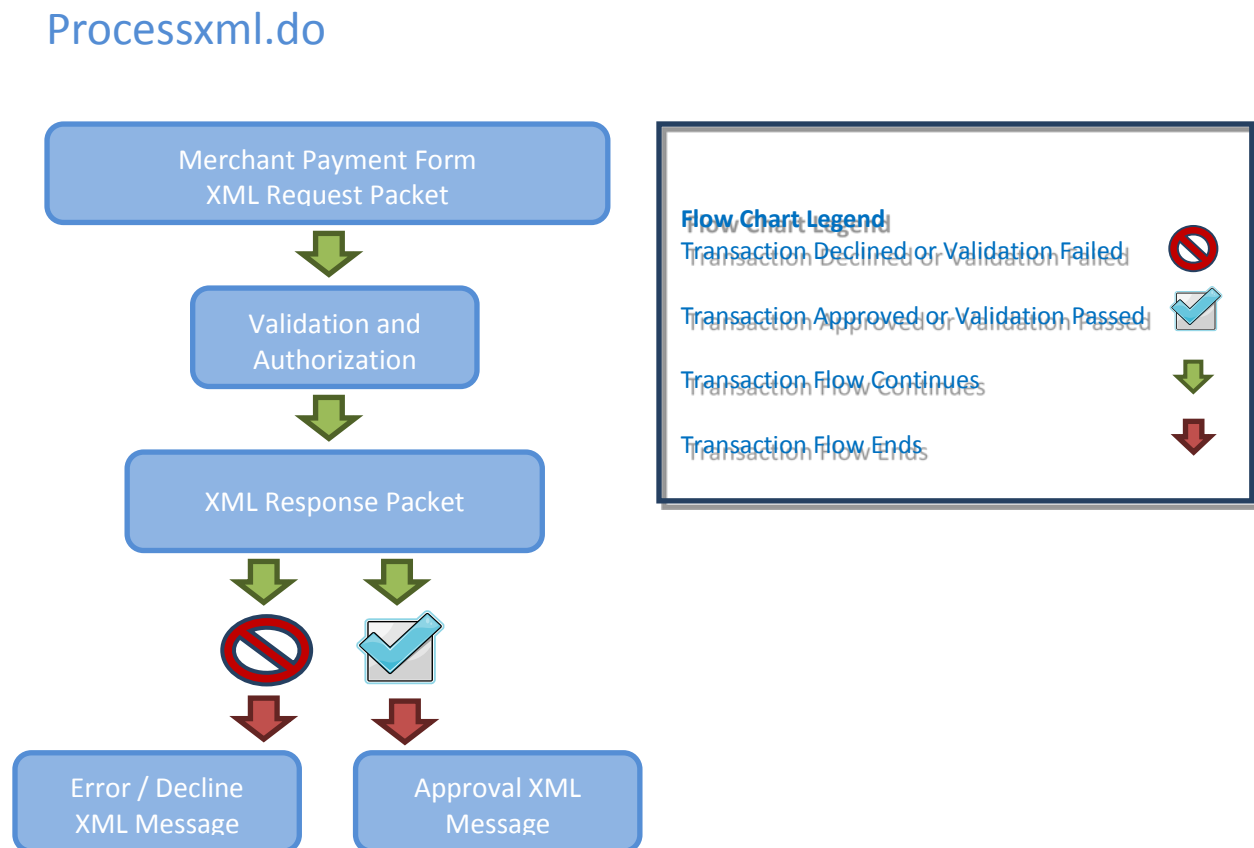 Processxml.do
Merchant Payment Form
XML Request Packet
Validation and
Authorization
XML Response Packet
Error / Decline
XML Message
Approval XML
Message
Flow Chart Legend
Transaction Declined or Validation Failed
Transaction Approved or Validation Passed
Transaction Flow Continues
Transaction Flow Ends